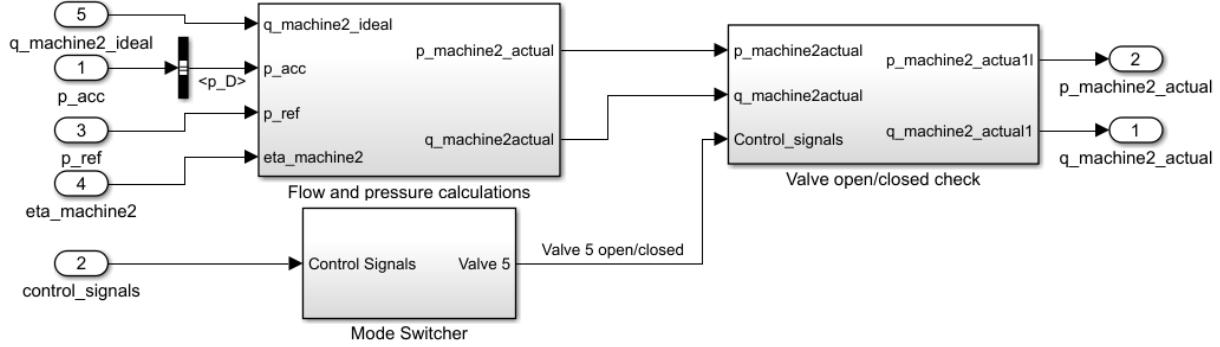 5
q_machine2_ideal
1
p_acc
3
p_ref
4
eta_machine2
2
control_signals
<p_D>
q_machine2_ideal
p_acc
p_ref
eta_machine2
p_machine2_actual
q_machine2actual
Flow and pressure calculations
Control Signals
Valve 5
Mode Switcher
Valve 5 open/closed
p_machine2actual
q_machine2actual
Control_signals
p_machine2_actua1l
q_machine2_actual1
Valve open/closed check
2
p_machine2_actual
1
q_machine2_actual